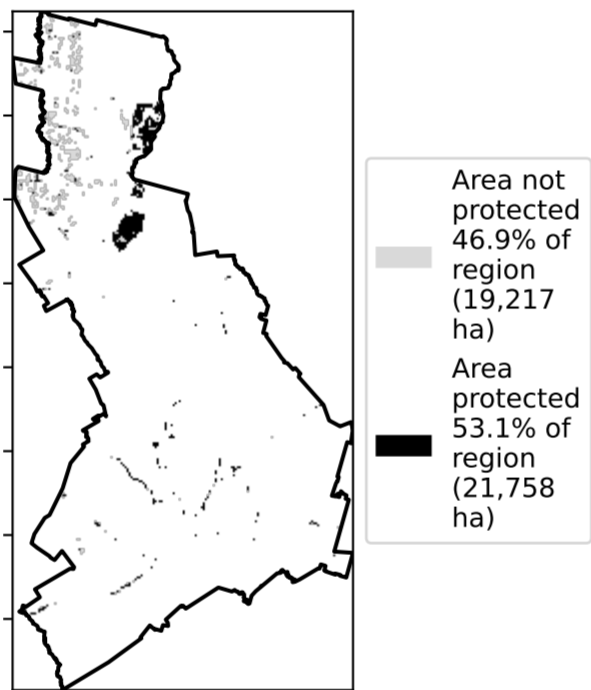 Area not
protected
46.9% of
region
(19,217
ha)
Area
protected
53.1% of
region
(21,758
ha)